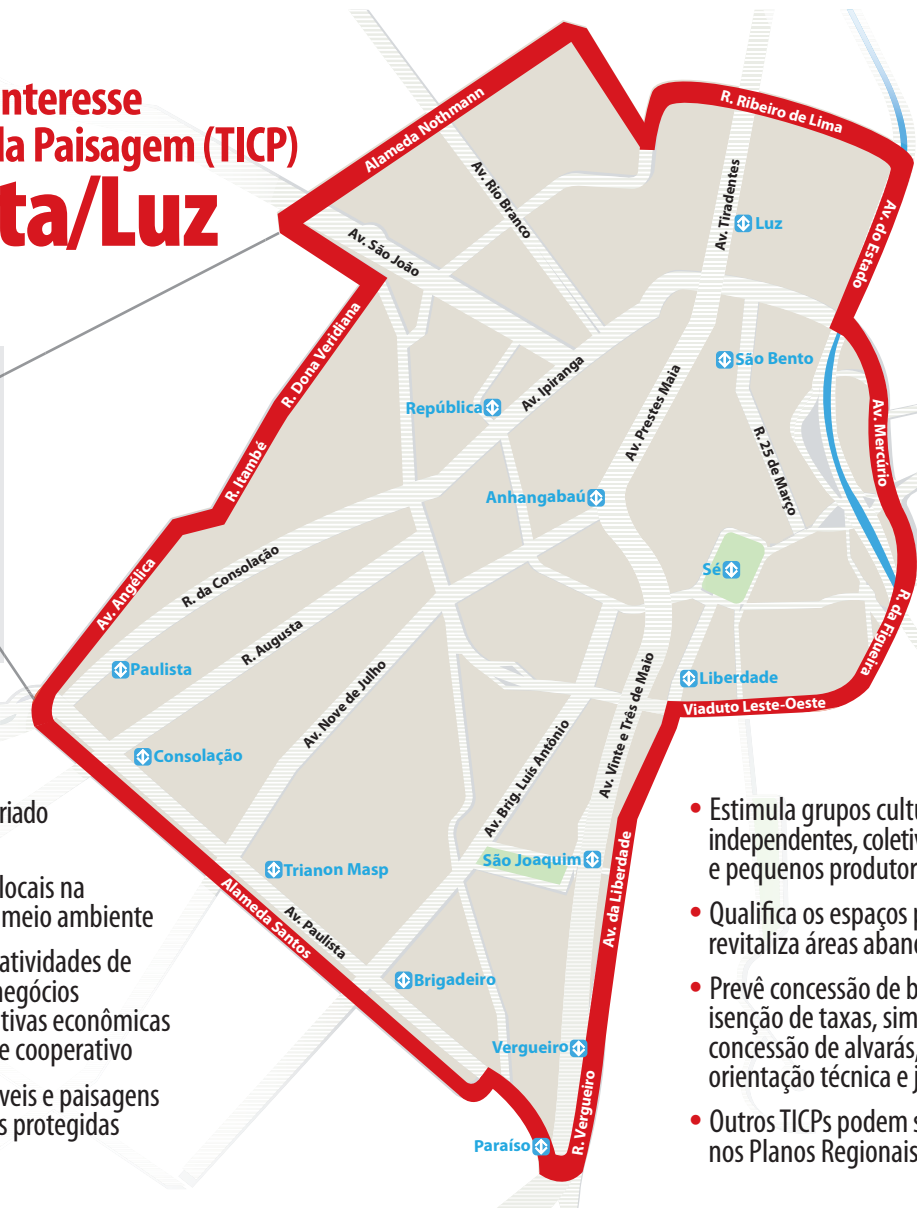 nteresse
la Paisagem (TICP)
ta/Luz
Alameda Nothmann
R. Ribeiro de Lima
Av. Rio Branco
Av. Tiradentes
Luz
Av. do Estado
Av. São João
R. Dona Veridiana
Av. Ipiranga
São Bento
República
Av. Prestes Maia
Av. Mercúrio
R. 25 de Março
R. Itambé
Anhangabaú
Sé
Av. Angélica
R. da Consolação
R. Augusta
R. da Figueira
Paulista
Av. Nove de Julho
Av. Vinte e Três de Maio
Liberdade
Viaduto Leste-Oeste
Consolação
Av. Brig. Luís Antônio
São Joaquim
Av. da Liberdade
Trianon Masp
Alameda Santos
Av. Paulista
Brigadeiro
Vergueiro
R. Vergueiro
Paraíso
riado
locais na
meio ambiente
atividades de
negócios
tivas econômicas
e cooperativo
veis e paisagens
s protegidas
• Estimula grupos cultu
independentes, coletiv
e pequenos produtor
• Qualifica os espaços p
revitaliza áreas aband
• Prevê concessão de b
isenção de taxas, sim
concessão de alvarás,
orientação técnica e j
• Outros TICPs podem s
nos Planos Regionais